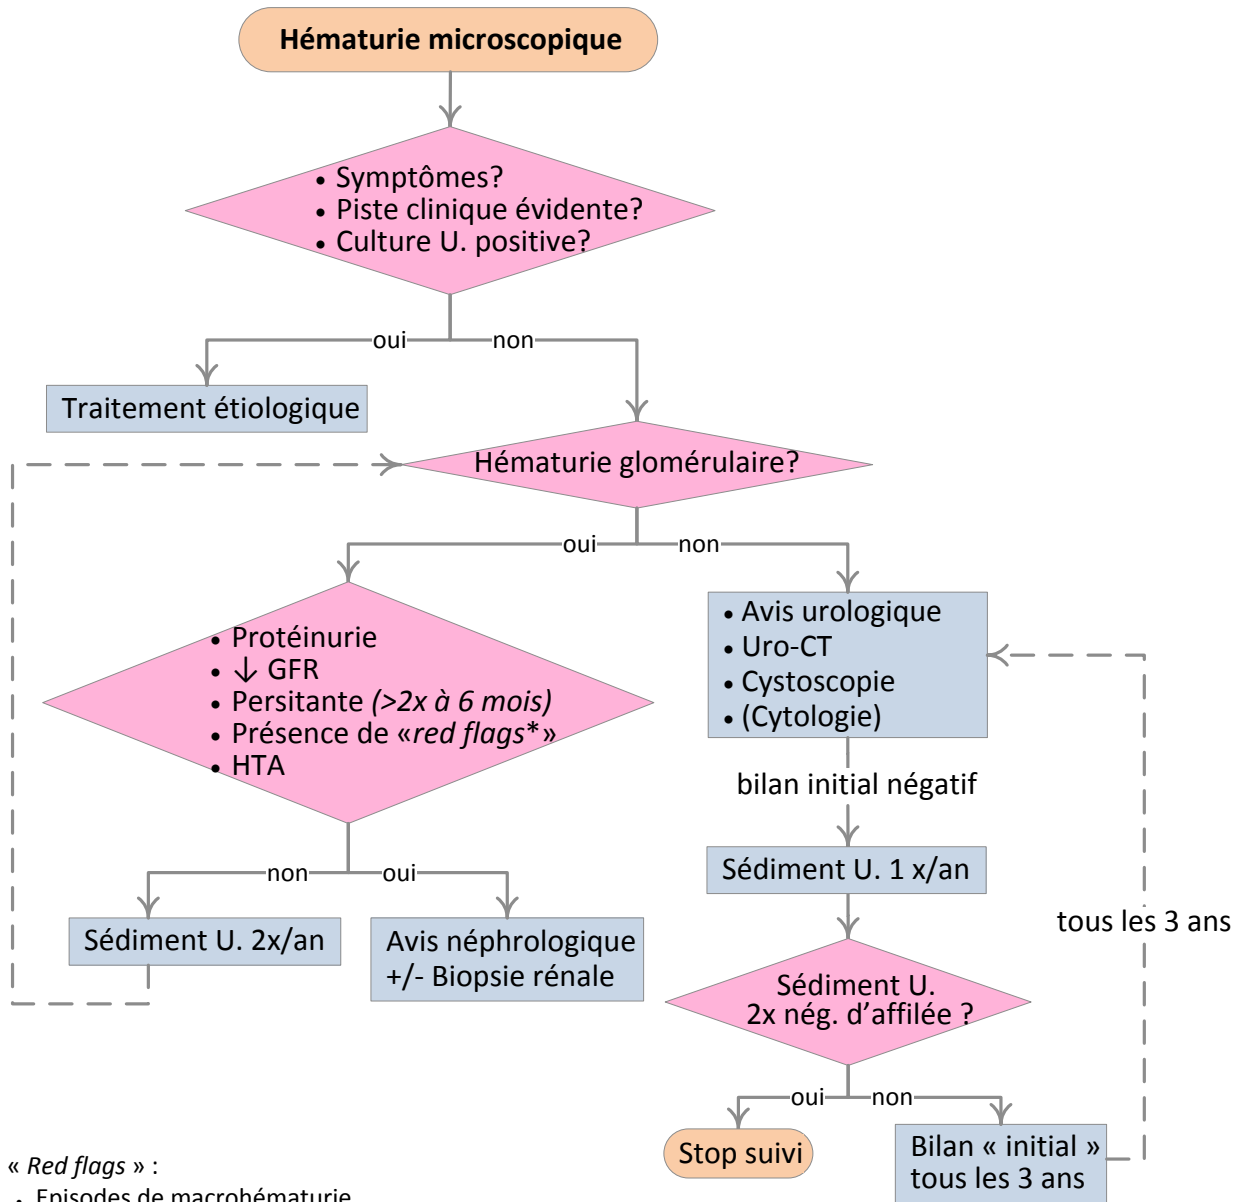 Hématurie microscopique
• Symptômes?
• Piste clinique évidente?
• Culture U. positive?
oui
non
Traitement étiologique
Hématurie glomérulaire?
oui
non
• Protéinurie
• ↓ GFR
• Persitante (>2x à 6 mois)
• Présence de «red flags*»
• HTA
• Avis urologique
• Uro-CT
• Cystoscopie
• (Cytologie)
bilan initial négatif
non
oui
Sédiment U. 1 x/an
Sédiment U. 2x/an
Avis néphrologique
+/- Biopsie rénale
tous les 3 ans
Sédiment U.
2x nég. d’affilée ?
oui
non
Stop suivi
Bilan « initial »
tous les 3 ans
« Red flags » :
• Episodes de macrohématurie